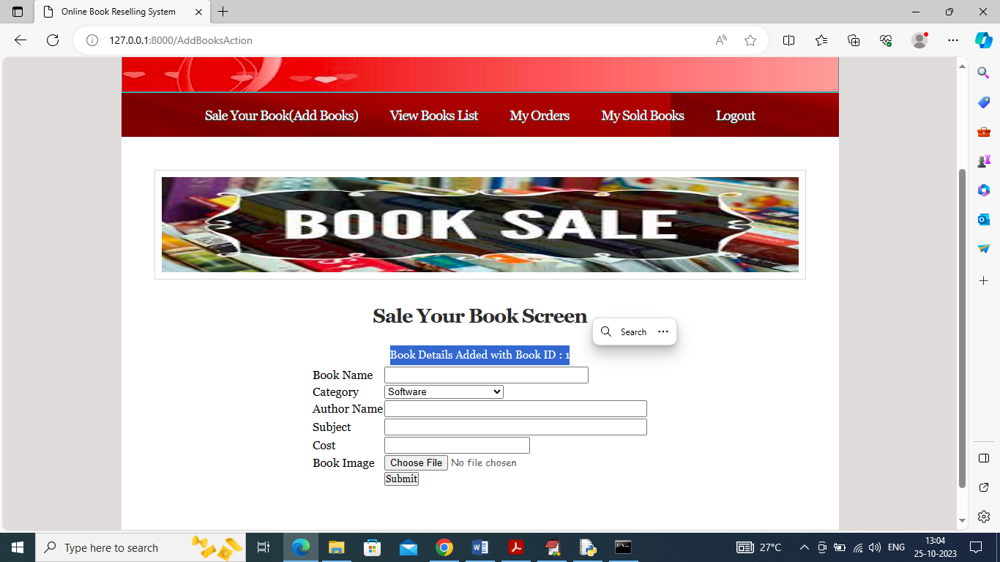 Online Book Reselling System
127.0.0.1:8000/AddBooksAction
Sale Your Book(Add Books) View Books List My Orders My Sold Books Logout
BOOK SALE
Sale Your Book Screen
Search
Book Details Added with Book ID : 1
Book Name
Category Software
Author Name
Subject
Cost
Book Image Choose File No file chosen
Submit
Type here to search
27°C
ENG
13:04
25-10-2023